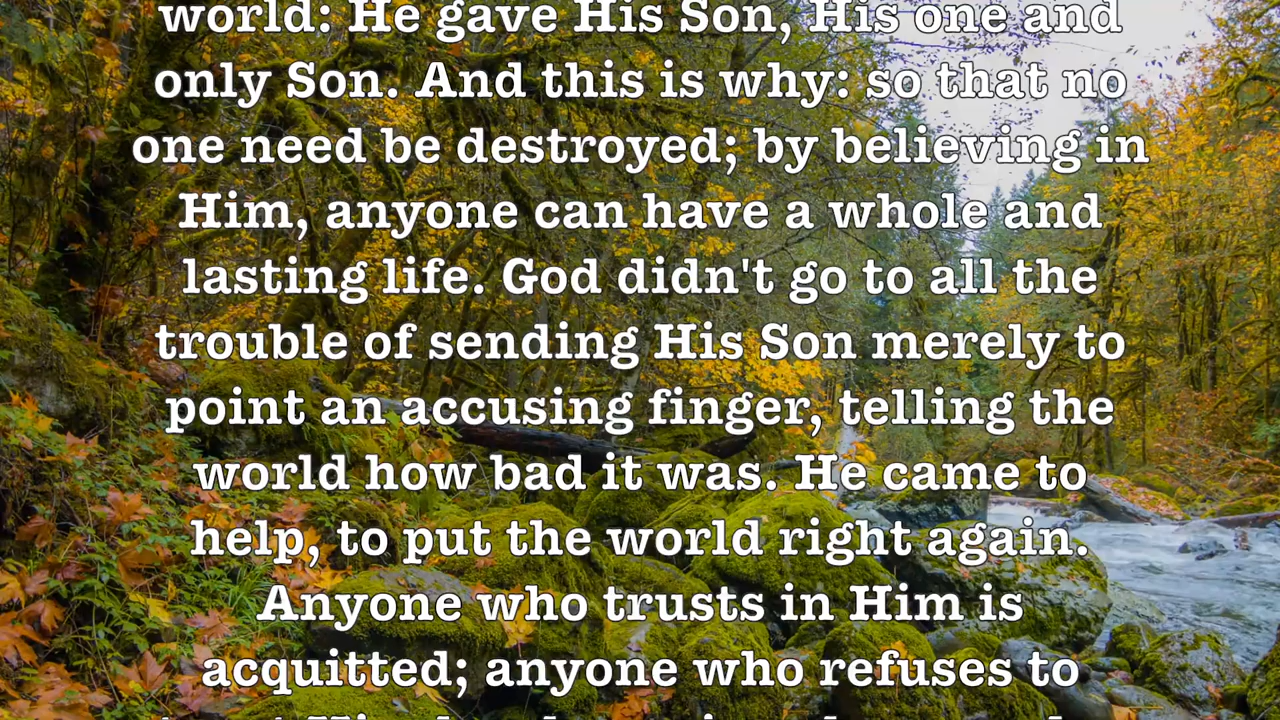 world: He gave His Son, His one and
only Son. And this is why: so that no
one need be destroyed; by believing in
Him, anyone can have a whole and
lasting life. God didn't go to all the
trouble of sending His Son merely to
point an accusing finger, telling the
world how bad it was. He came to
help, to put the world right again.
Anyone who trusts in Him is
acquitted; anyone who refuses to